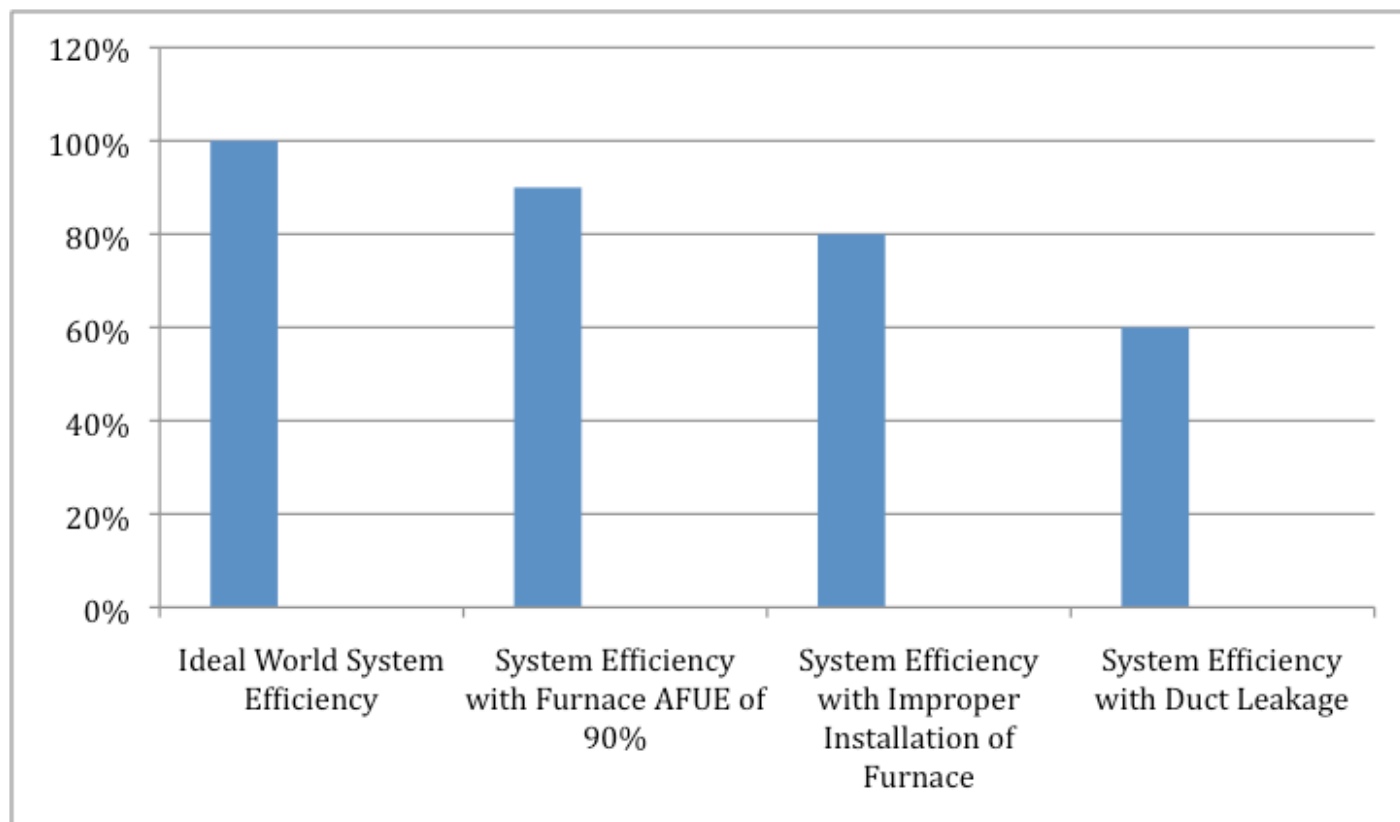 120%
100%
80%
60%
40%
20%
0%
Ideal World System
Efficiency
System Efficiency
with Furnace AFUE of
90%
System Efficiency
with Improper
Installation of
Furnace
System Efficiency
with Duct Leakage